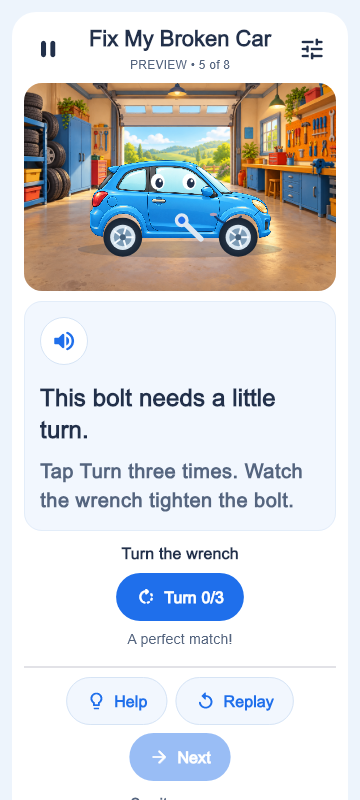 Fix My Broken Car
PREVIEW • 5 of 8
This bolt needs a little
turn.
Tap Turn three times. Watch
the wrench tighten the bolt.
Turn the wrench
Turn 0/3
A perfect match!
Help
Replay
Next